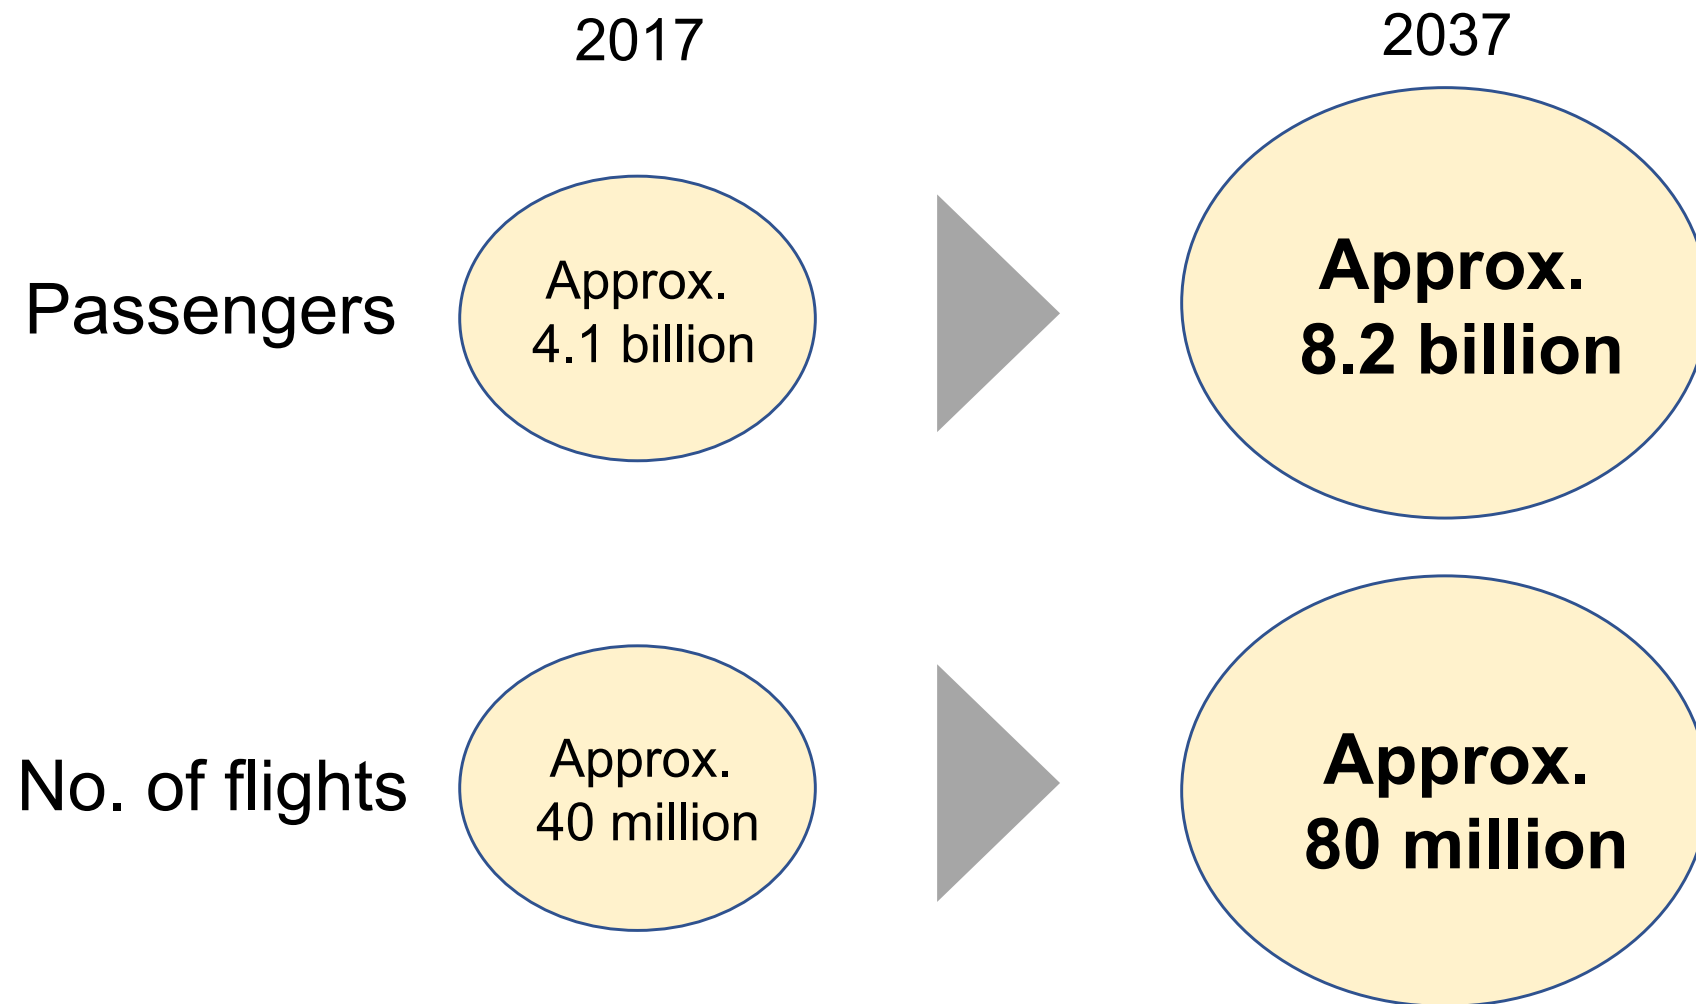 2017
2037
Passengers
Approx.
4.1 billion
Approx.
8.2 billion
No. of flights
Approx.
40 million
Approx.
80 million